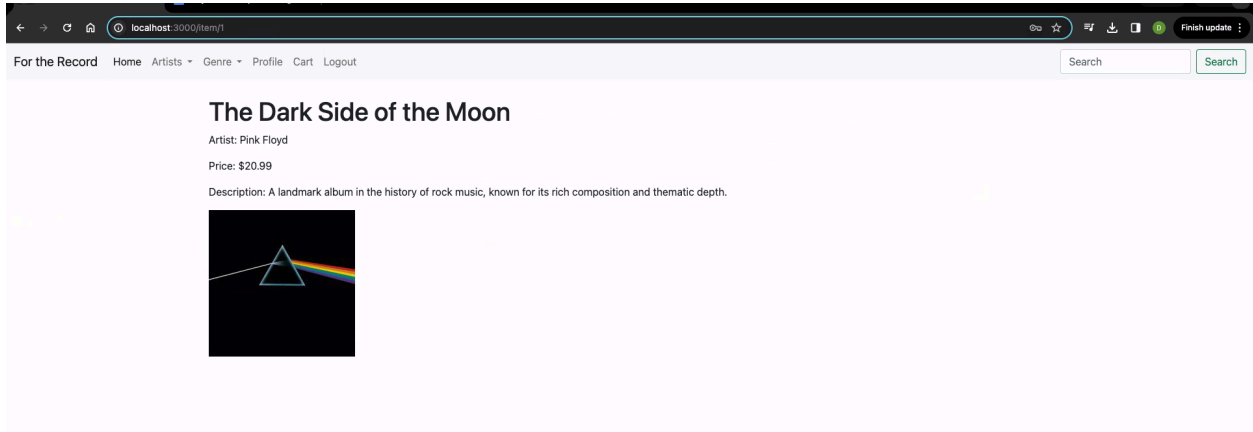 localhost:3000/item/1
D
Finish update
For the Record Home Artists Genre Profile Cart Logout Search Search
The Dark Side of the Moon
Artist: Pink Floyd
Price: $20.99
Description: A landmark album in the history of rock music, known for its rich composition and thematic depth.